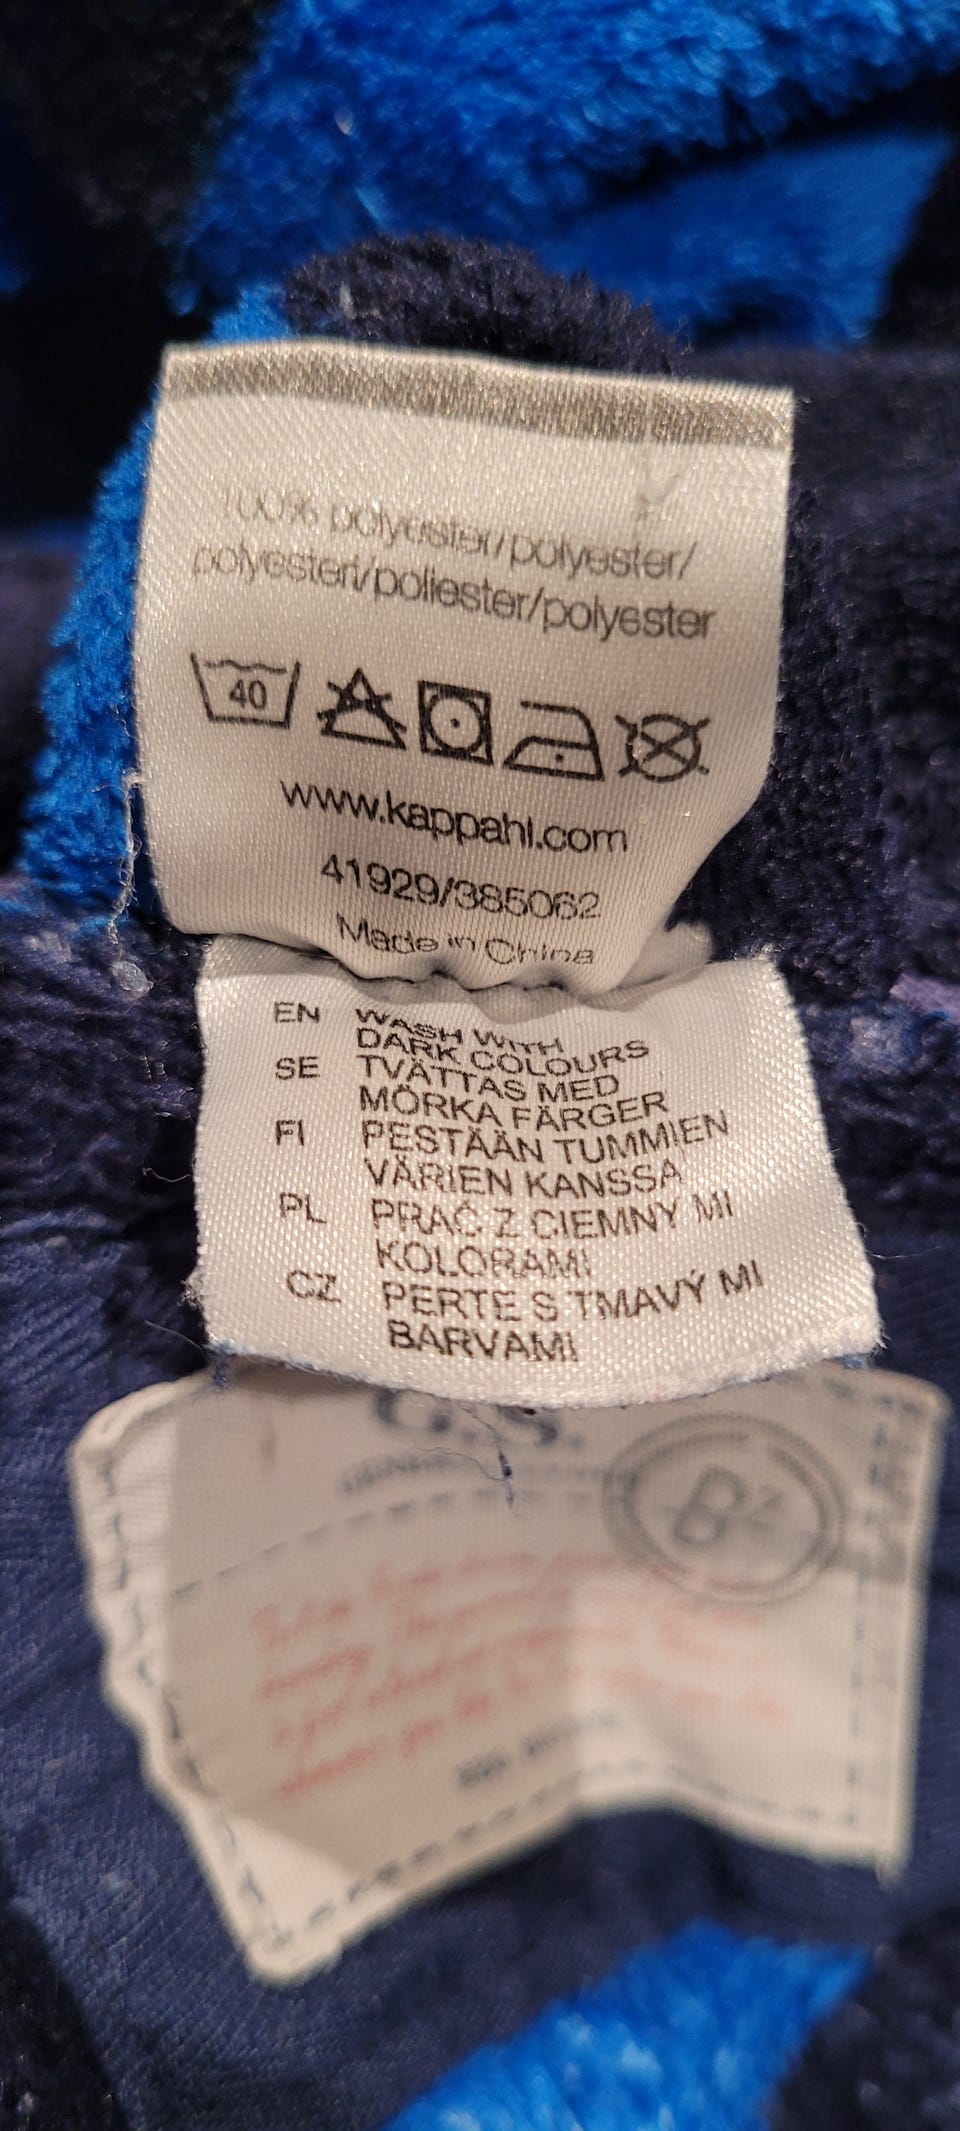 100% polyester/polyester/
polyesteri/poliester/polyester
40
www.kappahl.com
41929/385062
Made in China
EN WASH WITH
DARK COLOURS
SE TVÄTTAS MED
MÖRKA FÄRGER
FI PESTÄÄN TUMMIEN
VÄRIEN KANSSA
PL PRAĆ Z CIEMNY MI
KOLORAMI
CZ PERTE S TMAVÝ MI
BARVAMI
G.S.
BZ